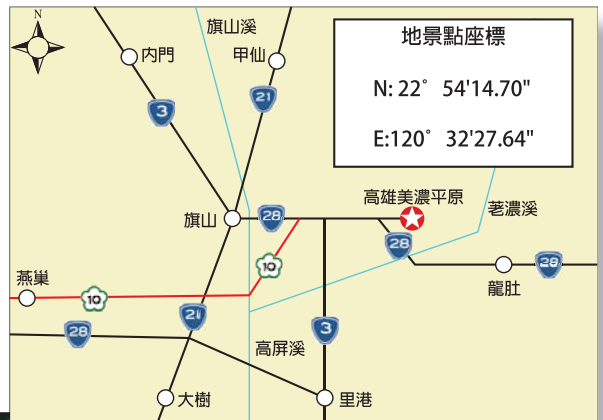 N
旗山溪
地景點座標
內門
甲仙
N: 22° 54'14.70"
3
21
E:120° 32'27.64"
高雄美濃平原
旗山
28
荖濃溪
28
10
28
燕巢
龍肚
10
21
28
3
高屏溪
大樹
里港